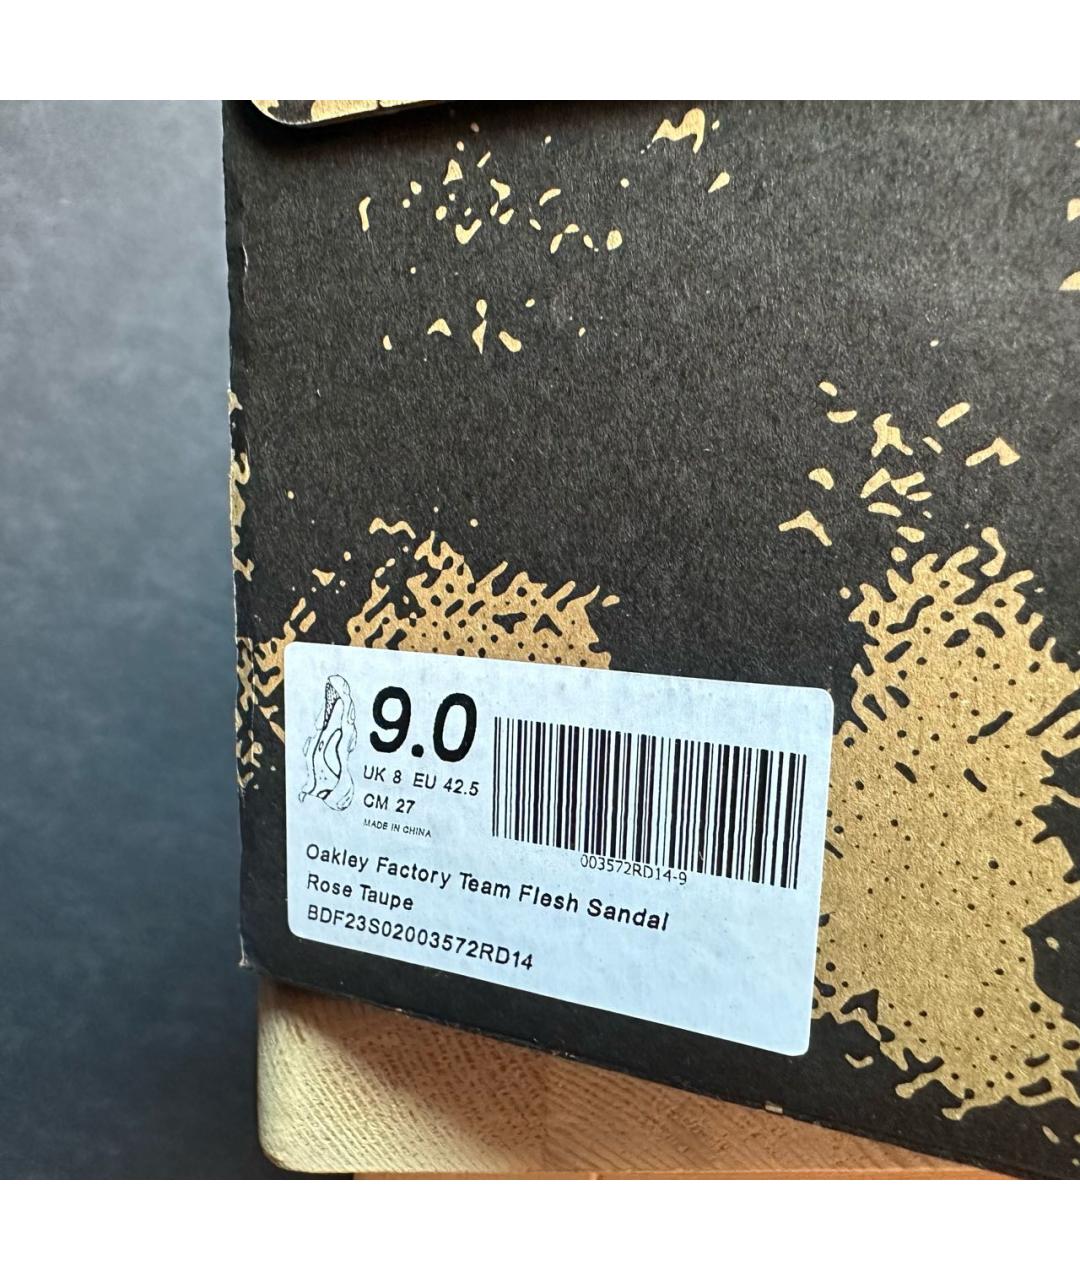 9.0
UK 8 EU 42.5
CM 27
MADE IN CHINA
003572RD14-9
Oakley Factory Team Flesh Sandal
Rose Taupe
BDF23S02003572RD14